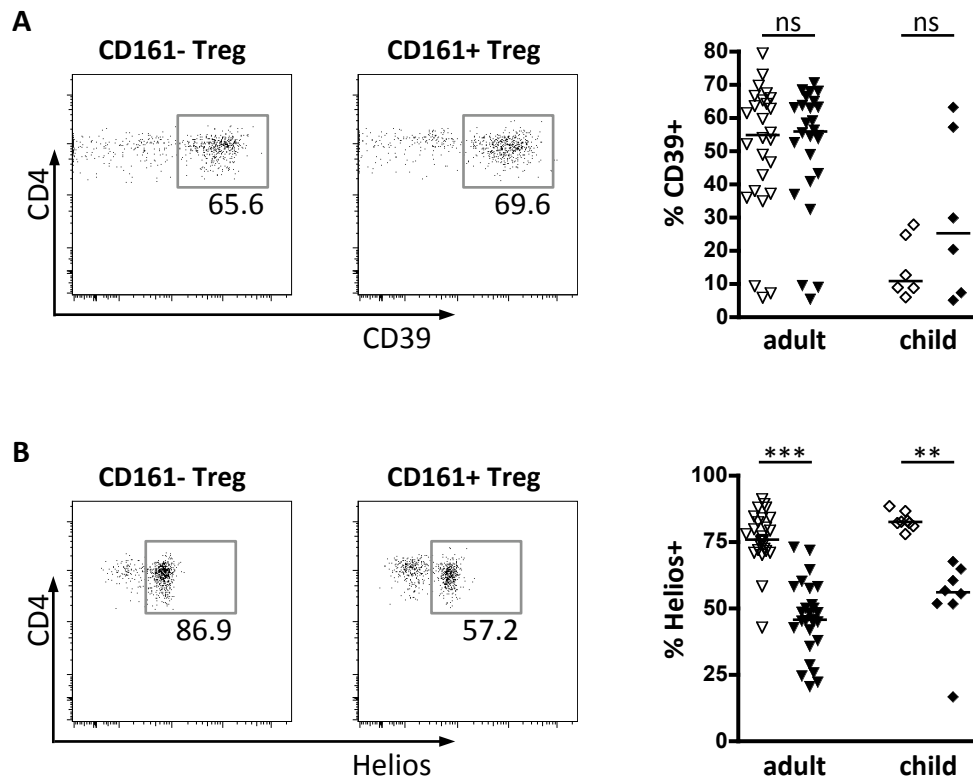 A
CD161- Treg
CD161+ Treg
CD4
65.6
69.6
CD39
ns
ns
% CD39+
80
70
60
50
40
30
20
10
0
adult
child
B
CD161- Treg
CD161+ Treg
CD4
86.9
57.2
Helios
***
**
% Helios+
100
75
50
25
0
adult
child